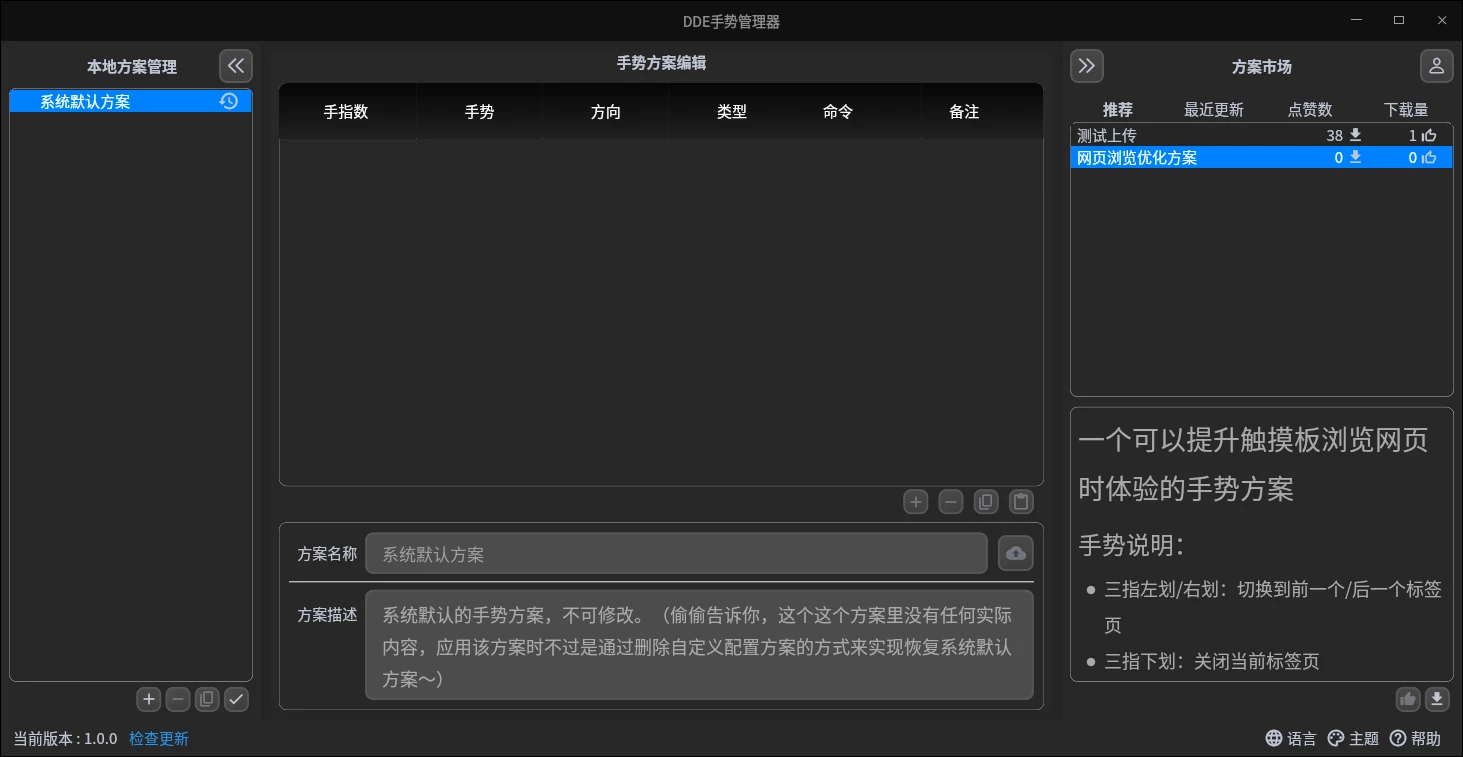 DDE手势管理器
本地方案管理
系统默认方案
手势方案编辑
手指数 手势 方向 类型 命令 备注
方案名称 系统默认方案
方案描述 系统默认的手势方案，不可修改。（偷偷告诉你，这个这个方案里没有任何实际
内容，应用该方案时不过是通过删除自定义配置方案的方式来实现恢复系统默认
方案～）
方案市场
推荐 最近更新 点赞数 下载量
测试上传 38 1
网页浏览优化方案 0 0
一个可以提升触摸板浏览网页
时体验的手势方案
手势说明：
● 三指左划/右划：切换到前一个/后一个标签
页
● 三指下划：关闭当前标签页
当前版本 : 1.0.0 检查更新
语言 主题 帮助